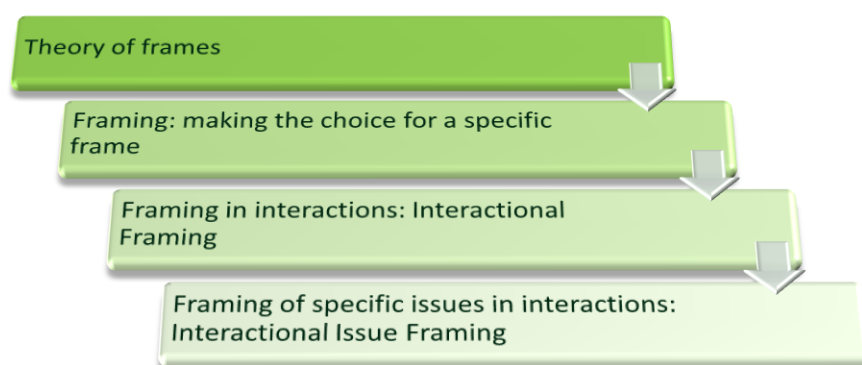 Theory of frames
Framing: making the choice for a specific
frame
Framing in interactions: Interactional
Framing
Framing of specific issues in interactions:
Interactional Issue Framing